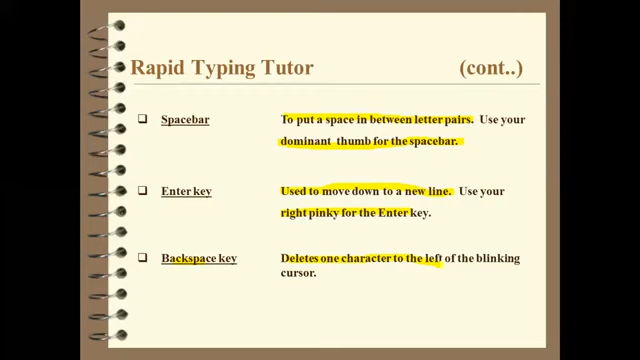 Rapid Typing Tutor (cont..)
Spacebar To put a space in between letter pairs. Use your
dominant thumb for the spacebar.
Enter key Used to move down to a new line. Use your
right pinky for the Enter key.
Backspace key Deletes one character to the left of the blinking
cursor.